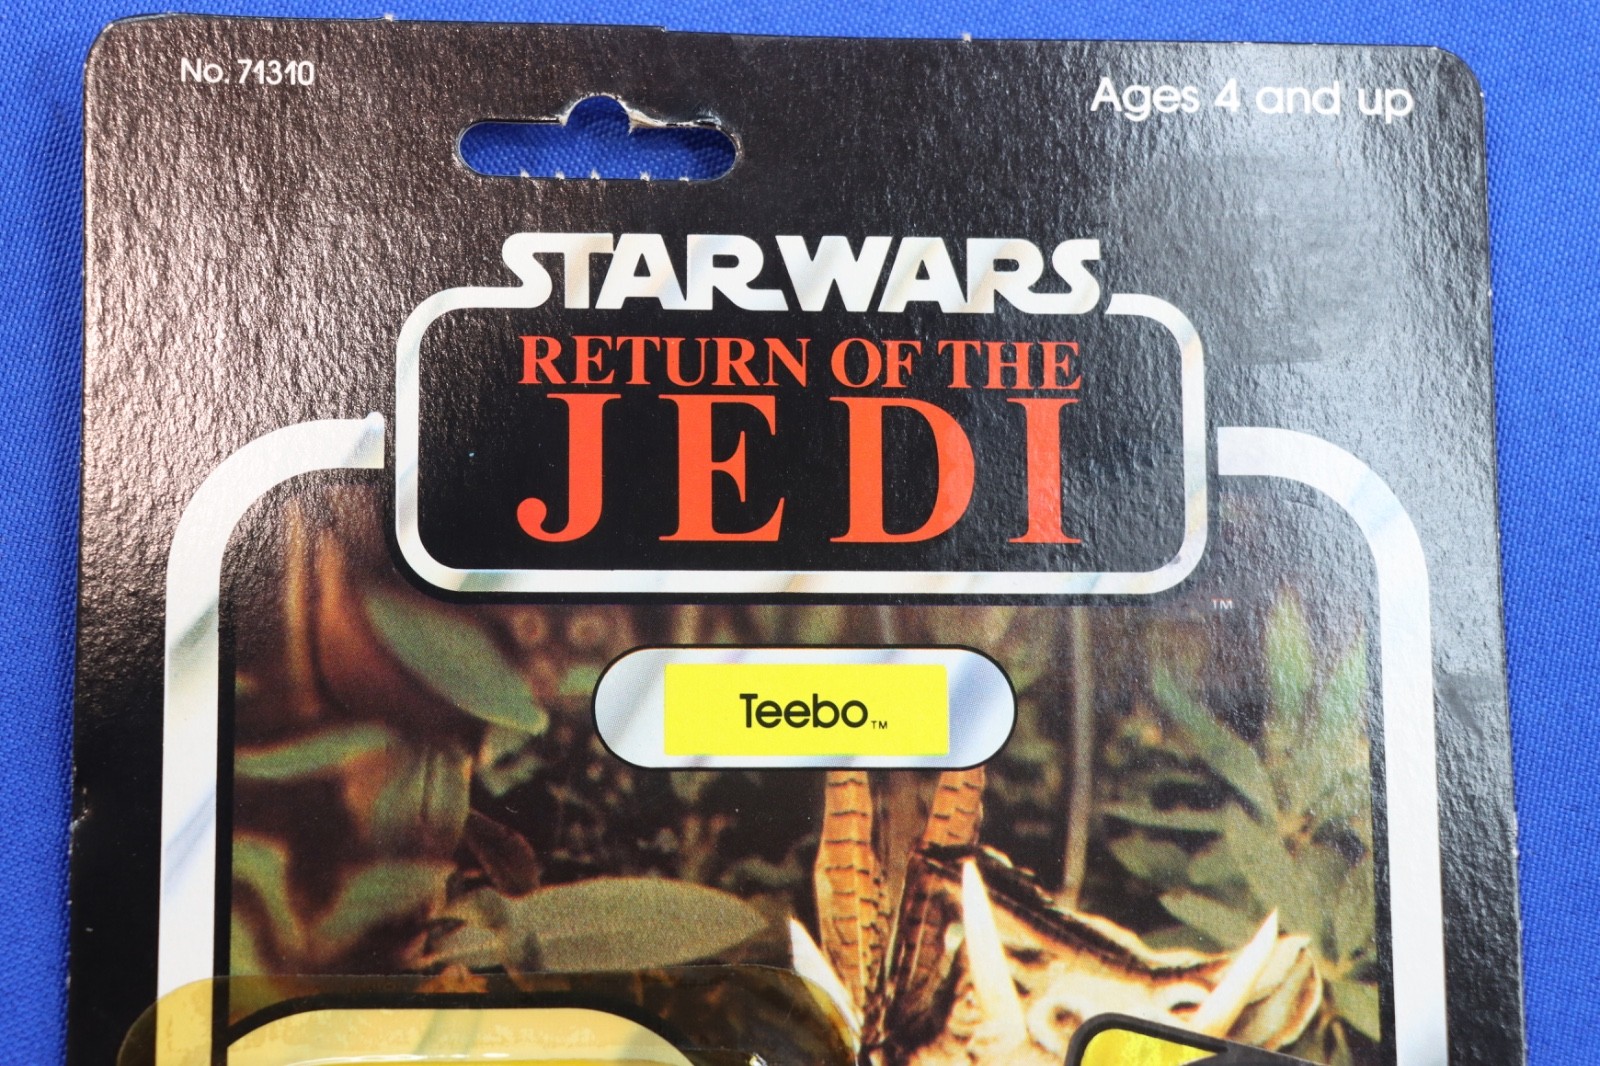 No. 71310
Ages 4 and up
STAR WARS
RETURN OF THE
JEDI
TM
Teebo TM